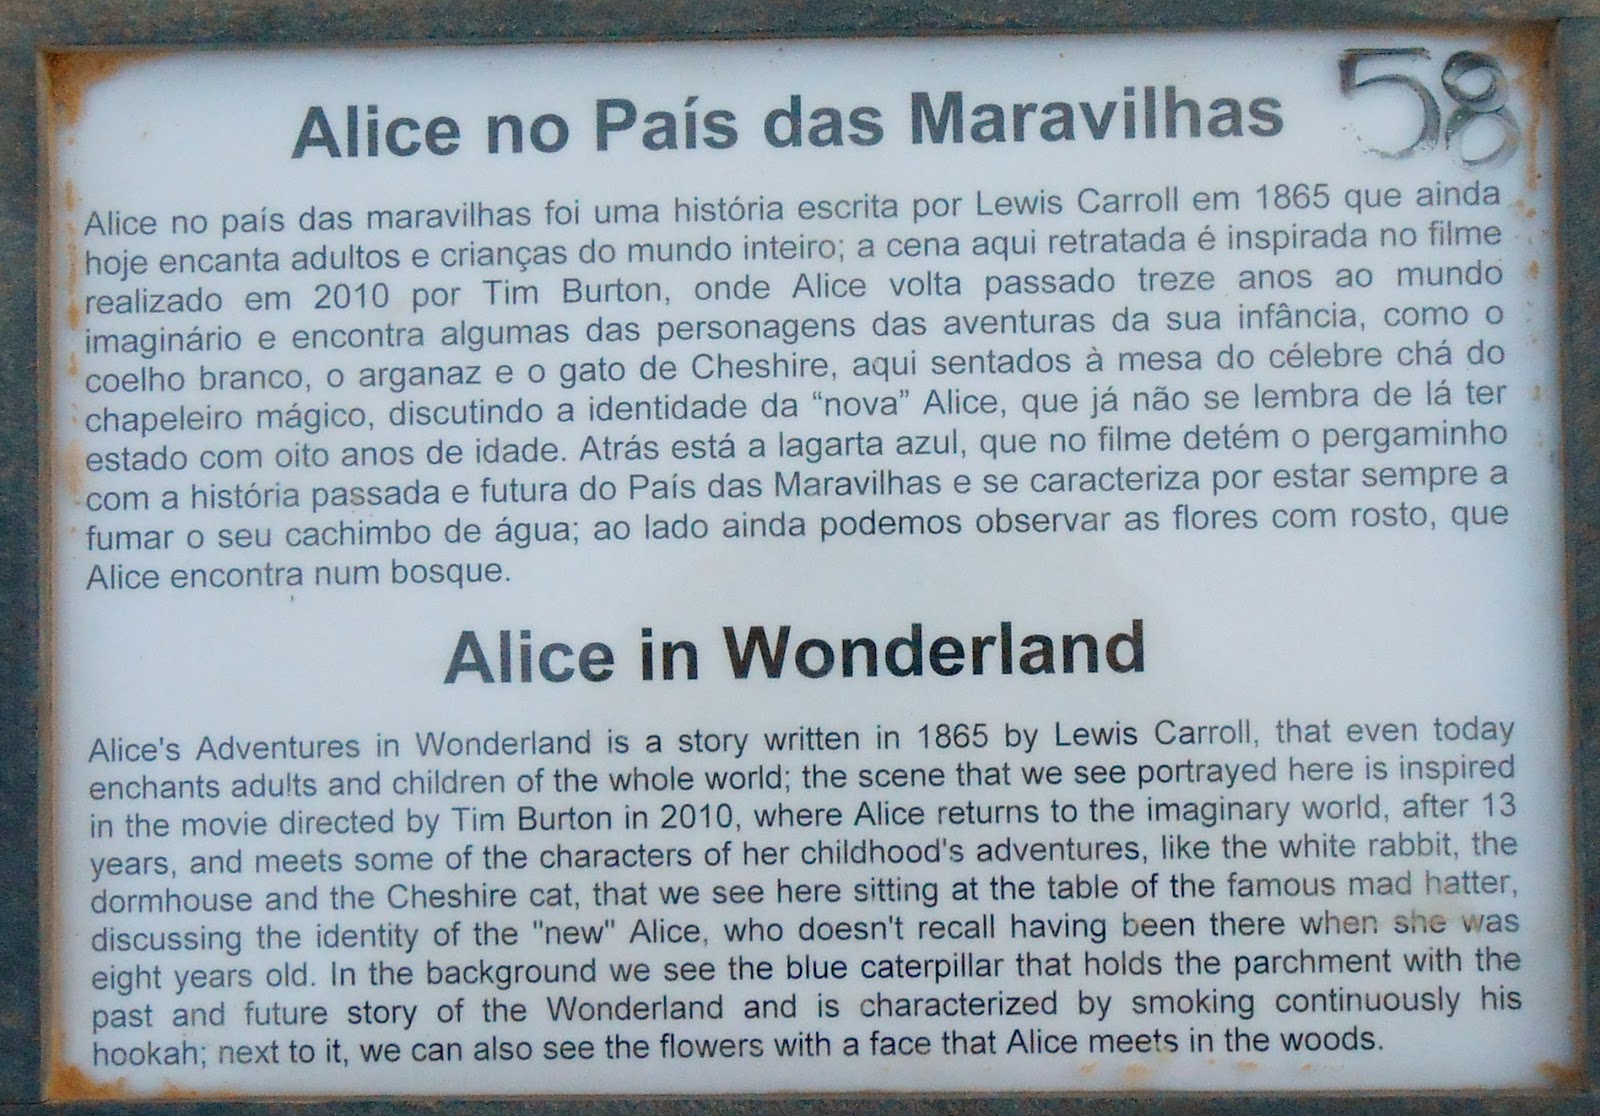 Alice no País das Maravilhas 58
Alice no país das maravilhas foi uma história escrita por Lewis Carroll em 1865 que ainda
hoje encanta adultos e crianças do mundo inteiro; a cena aqui retratada é inspirada no filme
realizado em 2010 por Tim Burton, onde Alice volta passado treze anos ao mundo
imaginário e encontra algumas das personagens das aventuras da sua infância, como o
coelho branco, o arganaz e o gato de Cheshire, aqui sentados à mesa do célebre chá do
chapeleiro mágico, discutindo a identidade da “nova” Alice, que já não se lembra de lá ter
estado com oito anos de idade. Atrás está a lagarta azul, que no filme detém o pergaminho
com a história passada e futura do País das Maravilhas e se caracteriza por estar sempre a
fumar o seu cachimbo de água; ao lado ainda podemos observar as flores com rosto, que
Alice encontra num bosque.
Alice in Wonderland
Alice's Adventures in Wonderland is a story written in 1865 by Lewis Carroll, that even today
enchants adults and children of the whole world; the scene that we see portrayed here is inspired
in the movie directed by Tim Burton in 2010, where Alice returns to the imaginary world, after 13
years, and meets some of the characters of her childhood's adventures, like the white rabbit, the
dormhouse and the Cheshire cat, that we see here sitting at the table of the famous mad hatter,
discussing the identity of the "new" Alice, who doesn't recall having been there when she was
eight years old. In the background we see the blue caterpillar that holds the parchment with the
past and future story of the Wonderland and is characterized by smoking continuously his
hookah; next to it, we can also see the flowers with a face that Alice meets in the woods.